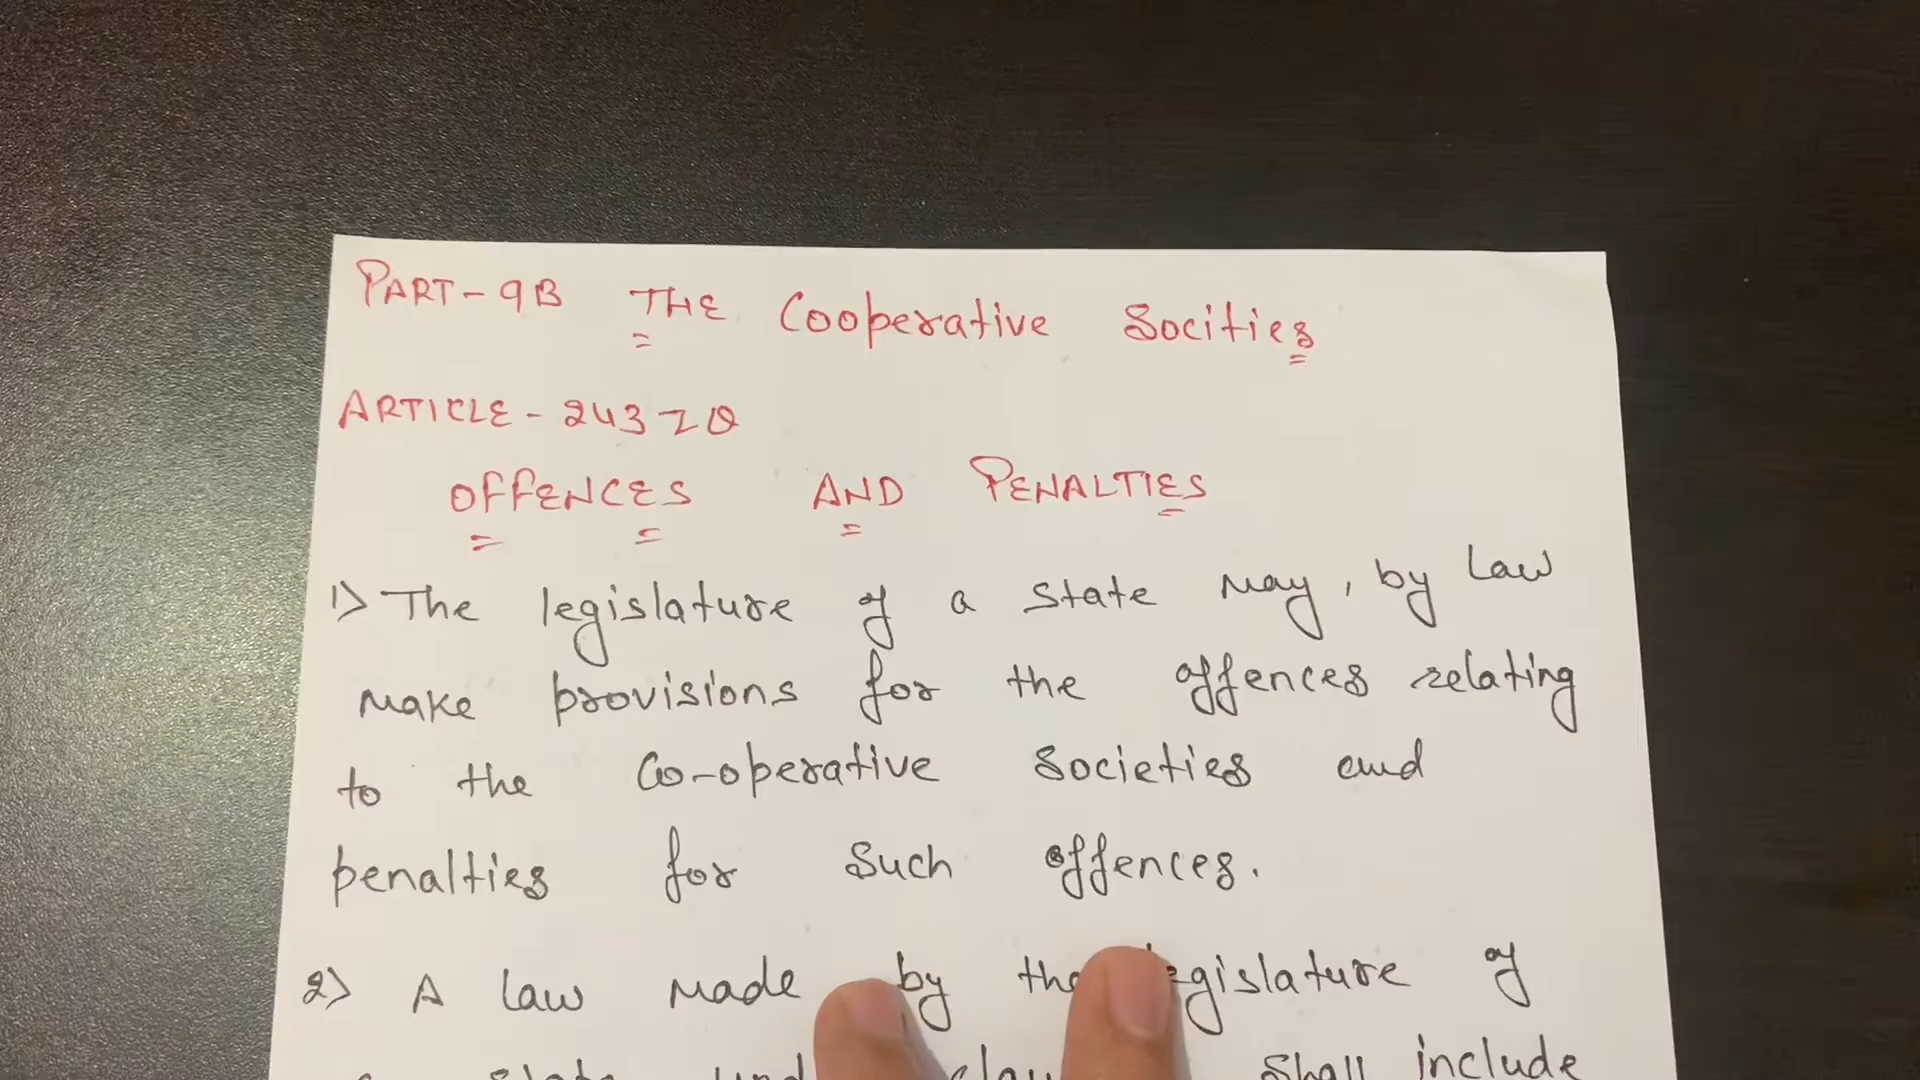 PART-9B THE Cooperative Socities
ARTICLE-243ZQ
OFFENCES AND PENALTIES
1) The legislature of a state may, by law
make provisions for the offences relating
to the Co-operative Societies and
penalties for such offences.
2) A law made by the legislature of
shall include